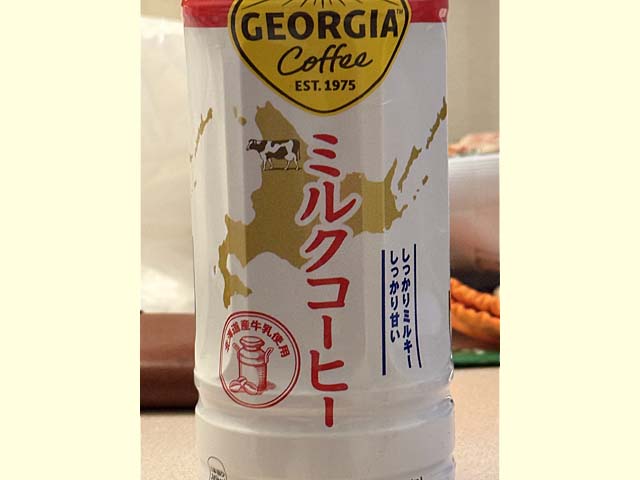 GEORGIA™
Coffee
EST. 1975
ミルクコーヒー
しっかりミルキー
しっかり甘い
北海道産牛乳使用